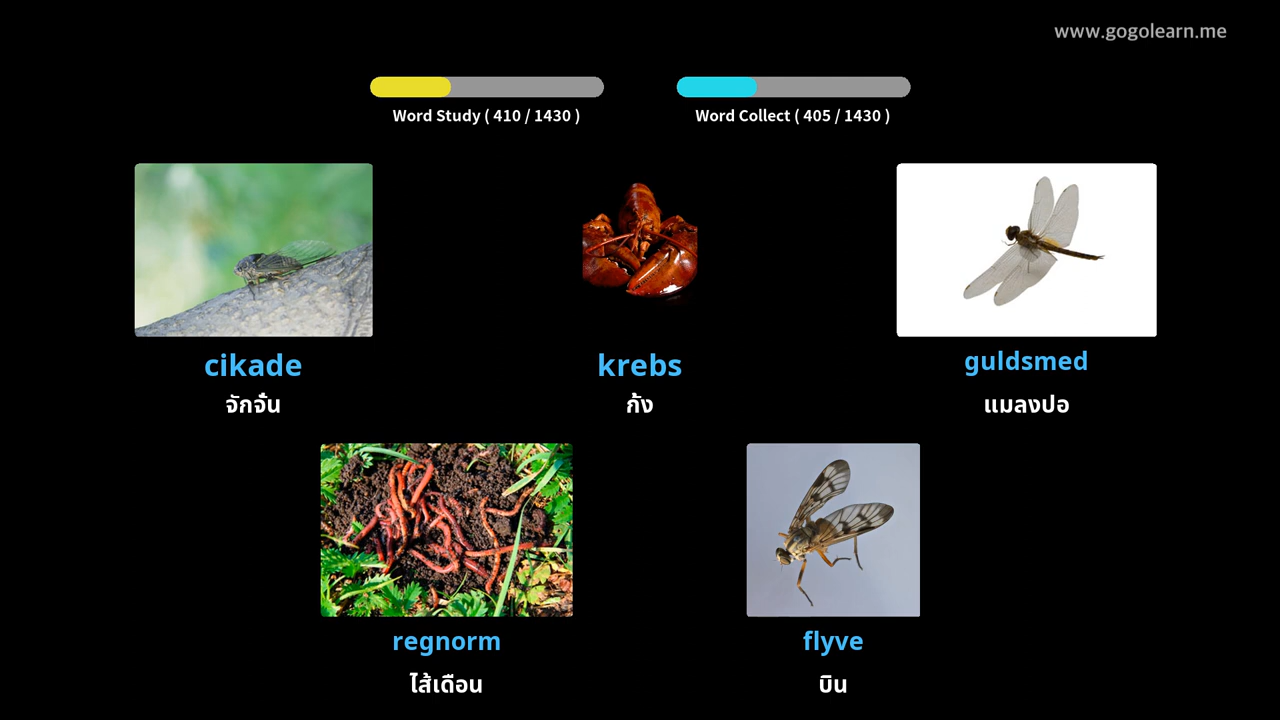 www.gogolearn.me
Word Study ( 410 / 1430 )
Word Collect ( 405 / 1430 )
cikade
krebs
guldsmed
จักจั่น
กั้ง
แมลงปอ
regnorm
flyve
ไส้เดือน
บิน